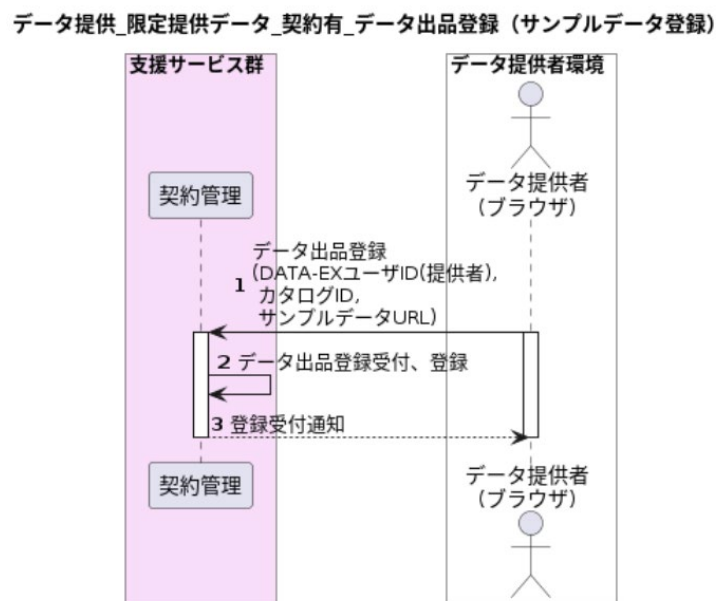 データ提供_限定提供データ_契約有_データ出品登録（サンプルデータ登録）
支援サービス群
データ提供者環境
データ提供者
（ブラウザ）
契約管理
データ出品登録
1 (DATA-EXユーザID(提供者),
カタログID,
サンプルデータURL)
2 データ出品登録受付、登録
3 登録受付通知
契約管理
データ提供者
（ブラウザ）